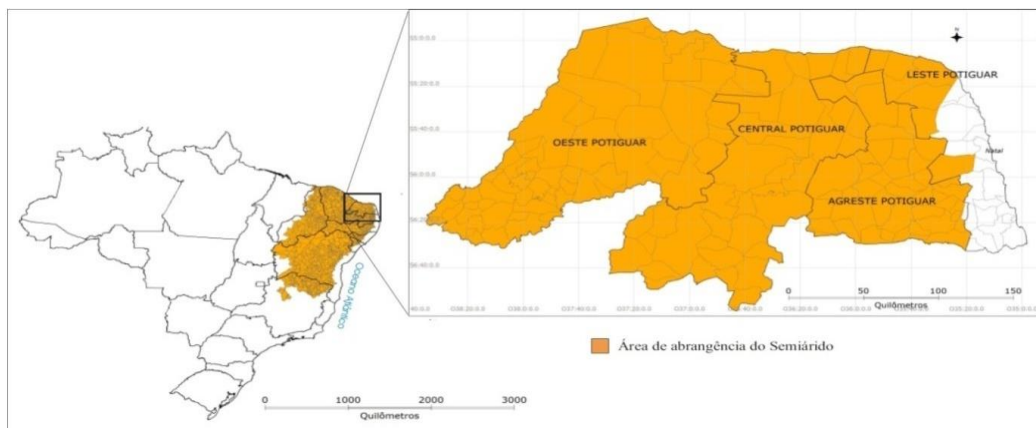 LESTE POTIGUAR
Natal
CENTRAL POTIGUAR
OESTE POTIGUAR
AGRESTE POTIGUAR
0 50 100 150
Quilômetros
Oceano Atlântico
Área de abrangência do Semiárido
0 1000 2000 3000
Quilômetros